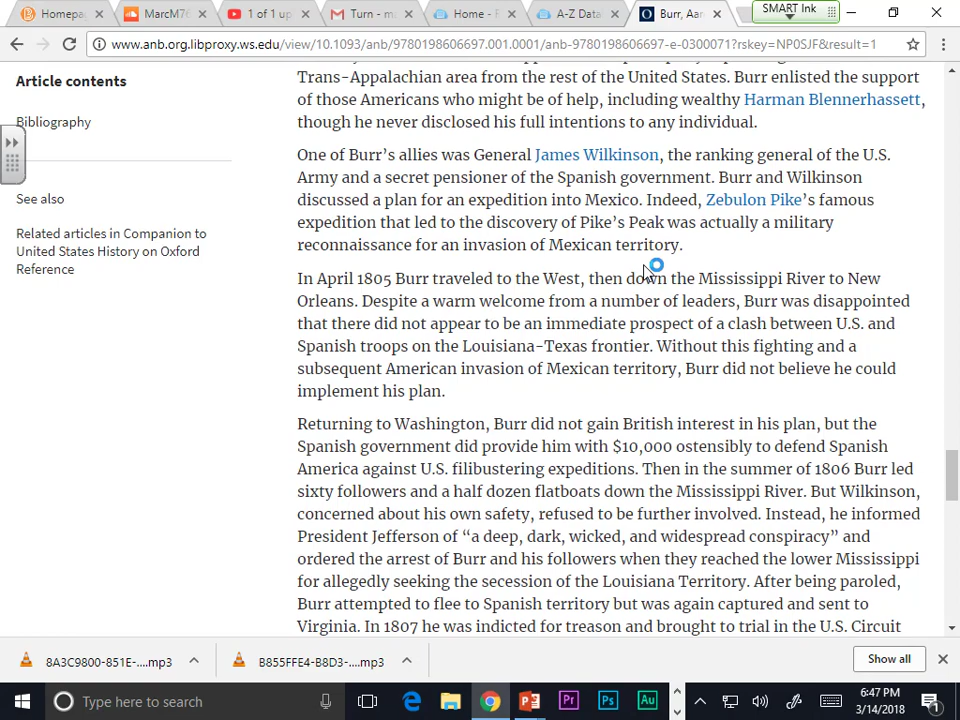 Homepag
MarcM76
1 of 1 up
Turn - m
Home -
A-Z Data
Burr, Aar
SMART Ink
www.anb.org.libproxy.ws.edu/view/10.1093/anb/9780198606697.001.0001/anb-9780198606697-e-0300071?rskey=NP0SJF&result=1
Article contents
Bibliography
See also
Related articles in Companion to
United States History on Oxford
Reference
Trans-Appalachian area from the rest of the United States. Burr enlisted the support
of those Americans who might be of help, including wealthy Harman Blennerhassett,
though he never disclosed his full intentions to any individual.
One of Burr’s allies was General James Wilkinson, the ranking general of the U.S.
Army and a secret pensioner of the Spanish government. Burr and Wilkinson
discussed a plan for an expedition into Mexico. Indeed, Zebulon Pike’s famous
expedition that led to the discovery of Pike’s Peak was actually a military
reconnaissance for an invasion of Mexican territory.
In April 1805 Burr traveled to the West, then down the Mississippi River to New
Orleans. Despite a warm welcome from a number of leaders, Burr was disappointed
that there did not appear to be an immediate prospect of a clash between U.S. and
Spanish troops on the Louisiana-Texas frontier. Without this fighting and a
subsequent American invasion of Mexican territory, Burr did not believe he could
implement his plan.
Returning to Washington, Burr did not gain British interest in his plan, but the
Spanish government did provide him with $10,000 ostensibly to defend Spanish
America against U.S. filibustering expeditions. Then in the summer of 1806 Burr led
sixty followers and a half dozen flatboats down the Mississippi River. But Wilkinson,
concerned about his own safety, refused to be further involved. Instead, he informed
President Jefferson of “a deep, dark, wicked, and widespread conspiracy” and
ordered the arrest of Burr and his followers when they reached the lower Mississippi
for allegedly seeking the secession of the Louisiana Territory. After being paroled,
Burr attempted to flee to Spanish territory but was again captured and sent to
Virginia. In 1807 he was indicted for treason and brought to trial in the U.S. Circuit
8A3C9800-851E-....mp3
B855FFE4-B8D3-....mp3
Show all
Type here to search
Pr
Ps
Au
6:47 PM
3/14/2018
1